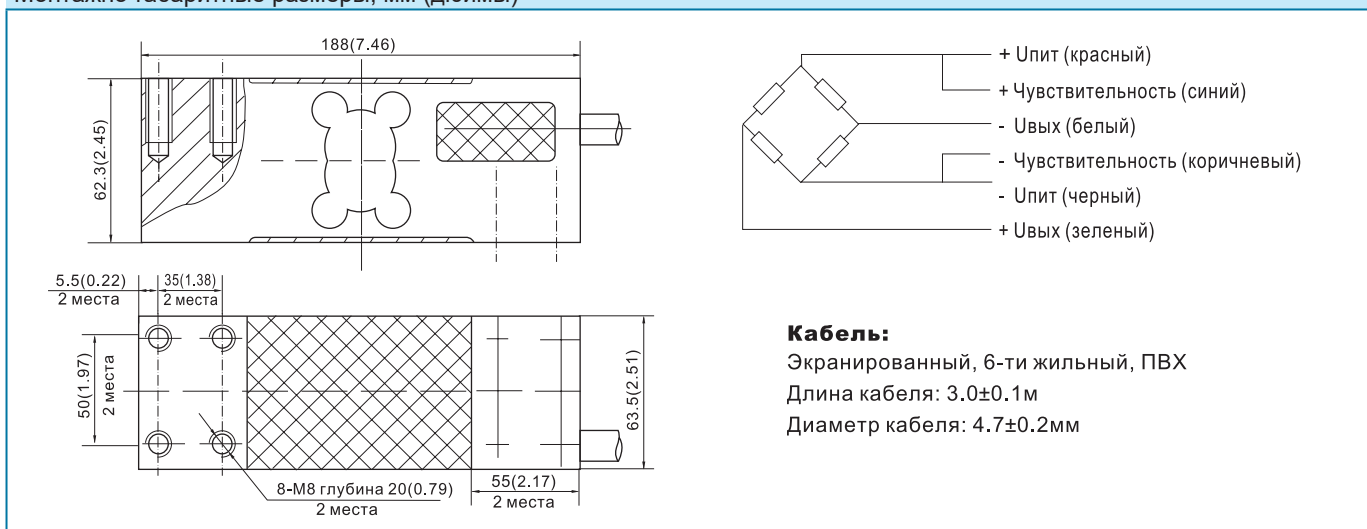 Монтажно габаритные размеры, мм (дюймы)
188(7.46)
62.3(2.45)
+ Uпит (красный)
+ Чувствительность (синий)
- Uвых (белый)
- Чувствительность (коричневый)
- Uпит (черный)
+ Uвых (зеленый)
5.5(0.22)
2 места
35(1.38)
2 места
50(1.97)
2 места
63.5(2.51)
8-М8 глубина 20(0.79)
2 места
55(2.17)
2 места
Кабель:
Экранированный, 6-ти жильный, ПВХ
Длина кабеля: 3.0±0.1м
Диаметр кабеля: 4.7±0.2мм